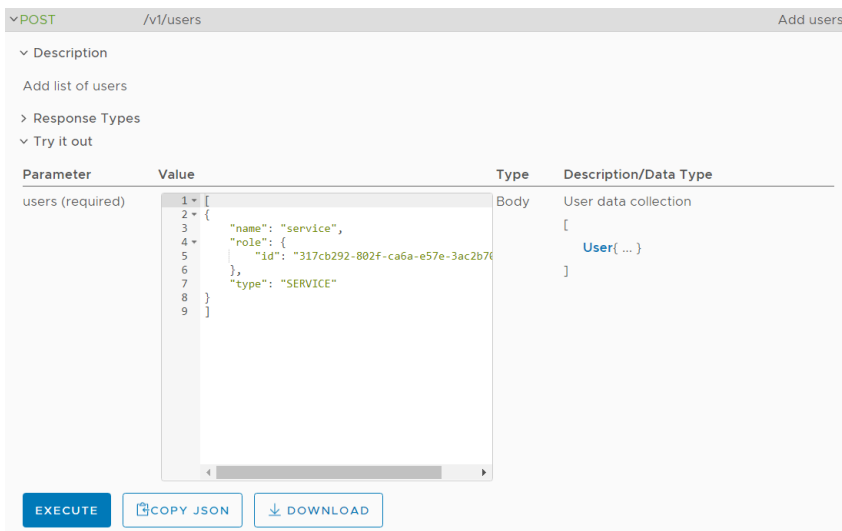 POST /v1/users Add users
Description
Add list of users
Response Types
Try it out
Parameter Value Type Description/Data Type
users (required) Body User data collection
1 [
2 {
3 "name": "service",
4 "role": {
5 "id": "317cb292-802f-ca6a-e57e-3ac2b70
6 },
7 "type": "SERVICE"
8 }
9 ]
[
User{ ... }
]
EXECUTE COPY JSON DOWNLOAD